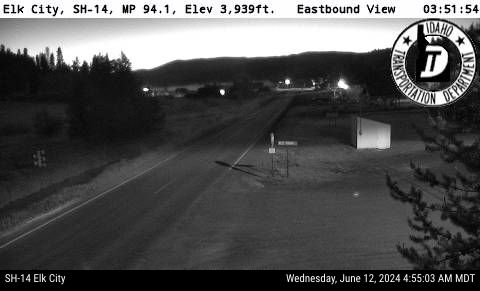 Elk City, SH-14, MP 94.1, Elev 3,939ft. Eastbound View 03:51:54
IDAHO
TRANSPORTATION DEPARTMENT
SH-14 Elk City Wednesday, June 12, 2024 4:55:03 AM MDT